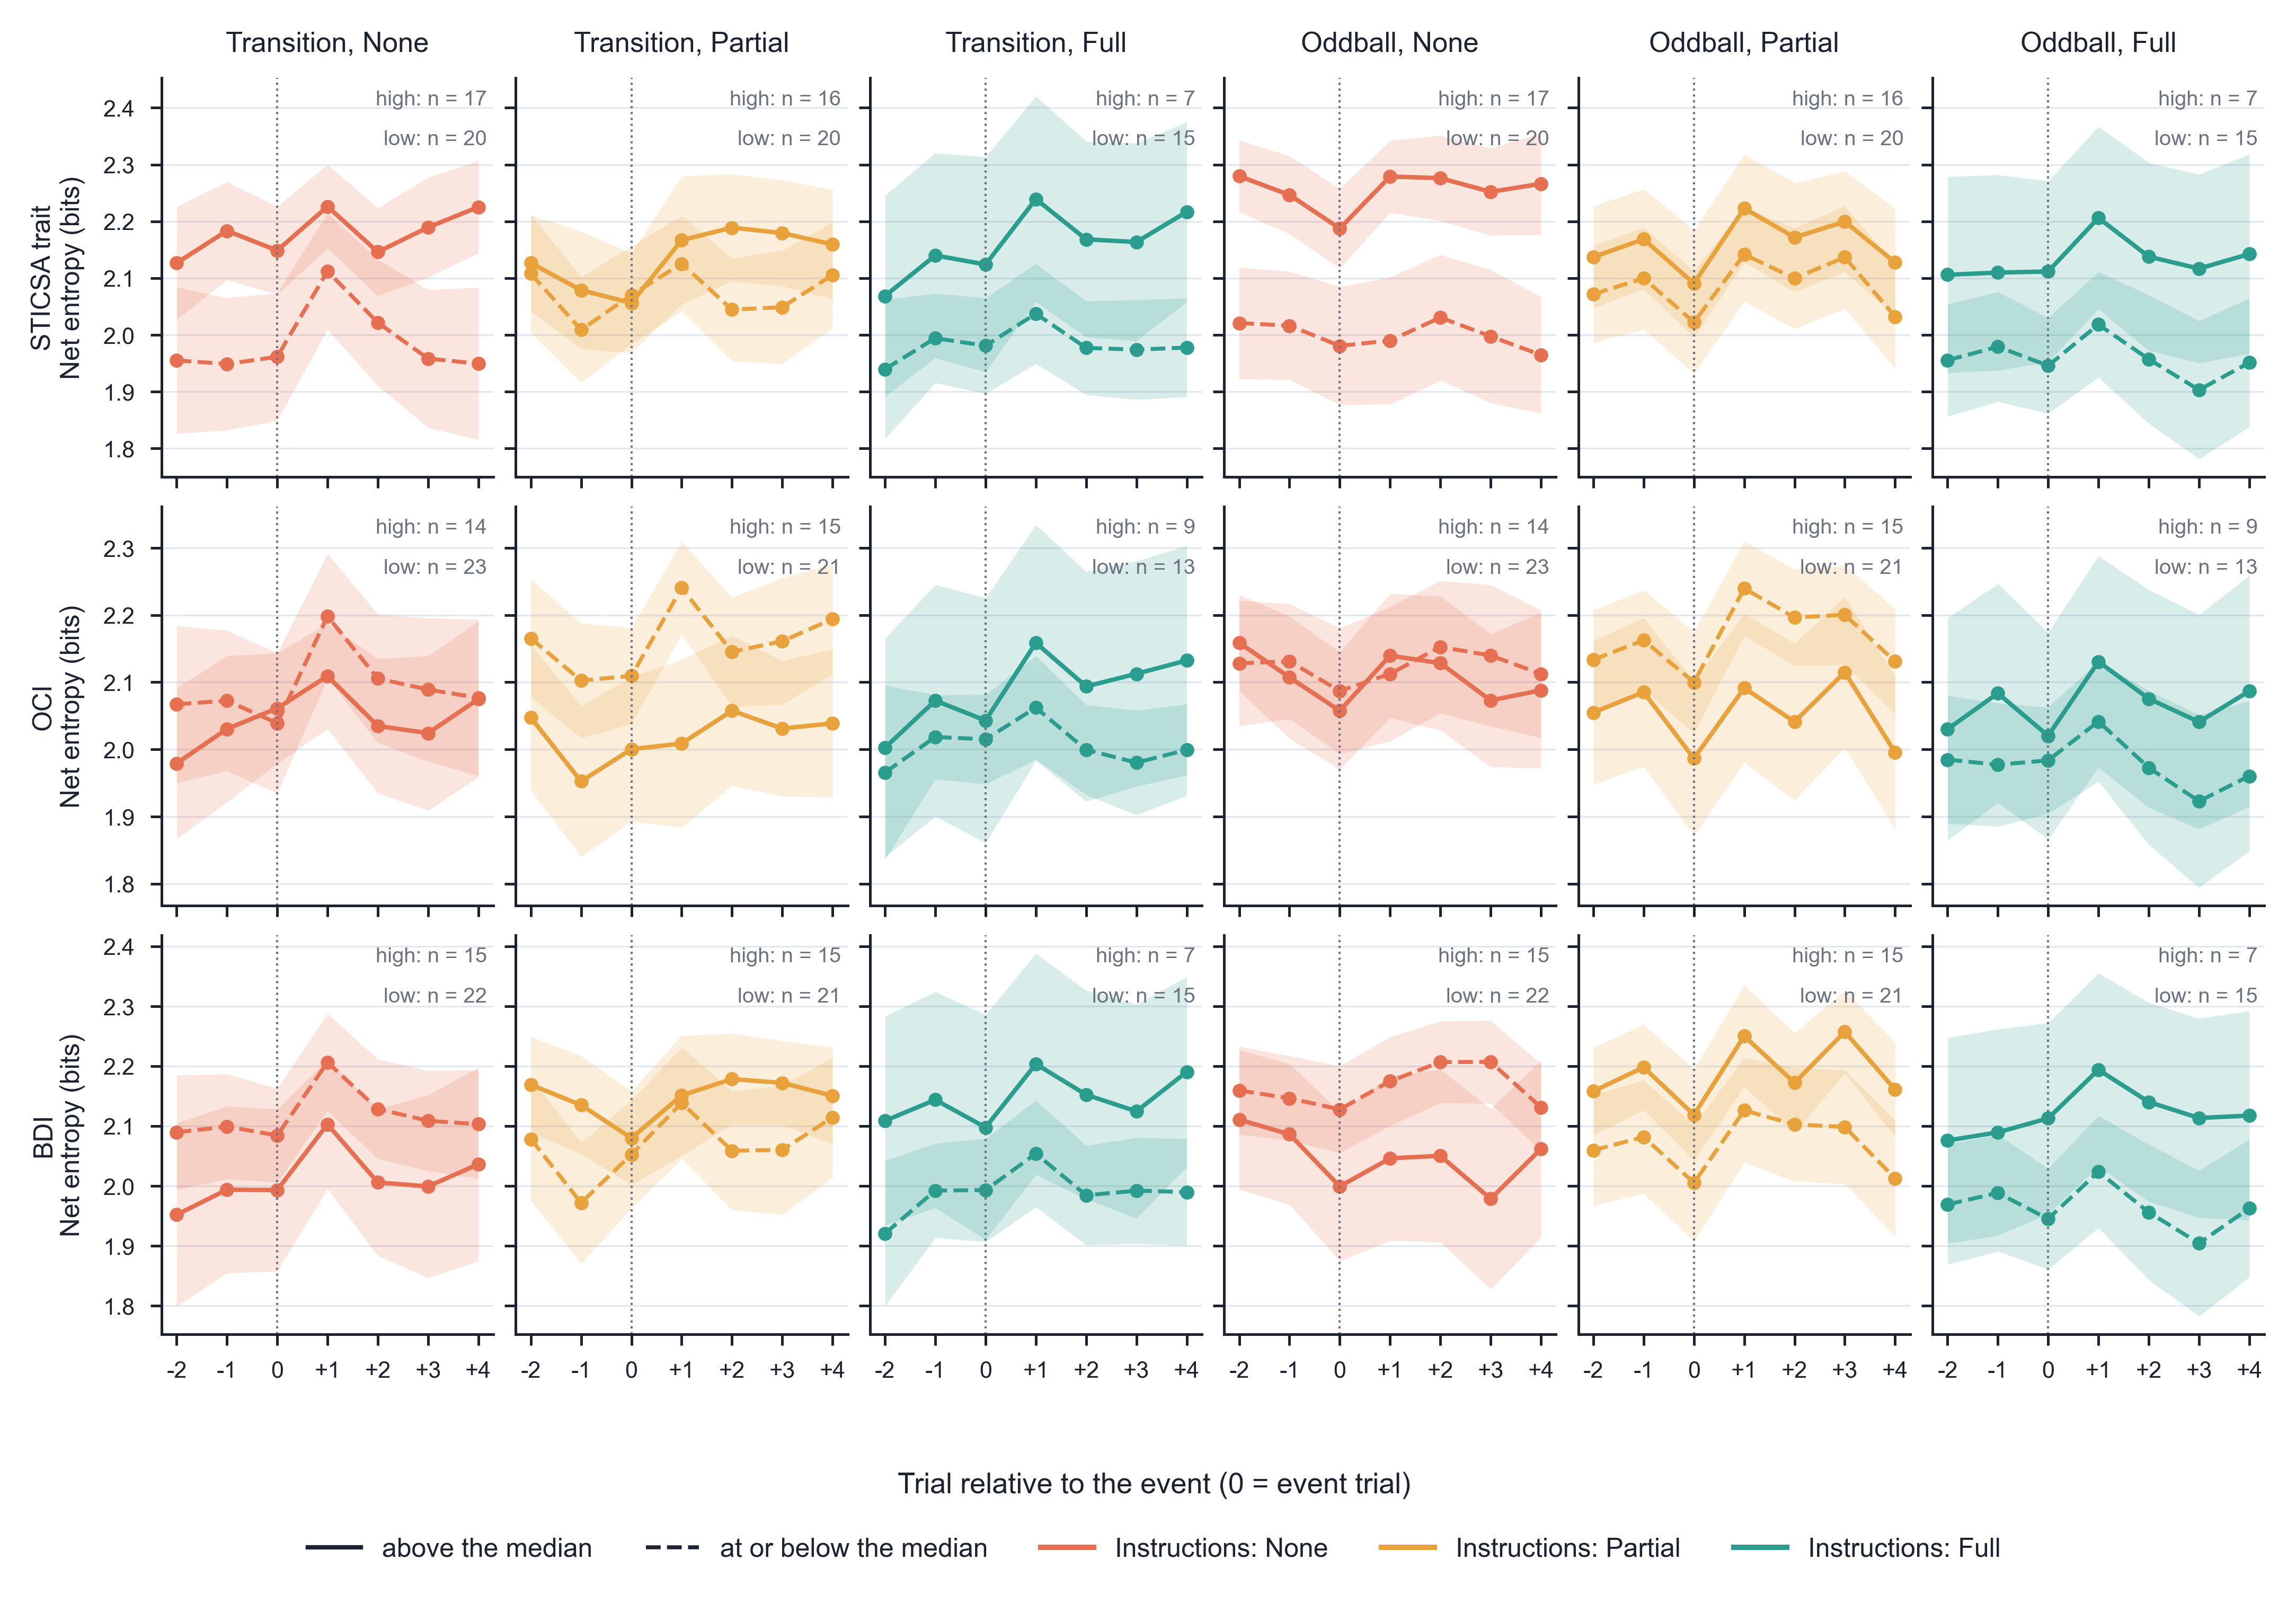 Transition, None
Transition, Partial
Transition, Full
Oddball, None
Oddball, Partial
Oddball, Full
STICSA trait
Net entropy (bits)
2.4
2.3
2.2
2.1
2.0
1.9
1.8
high: n = 17
low: n = 20
high: n = 16
low: n = 20
high: n = 7
low: n = 15
high: n = 17
low: n = 20
high: n = 16
low: n = 20
high: n = 7
low: n = 15
OCI
Net entropy (bits)
2.3
2.2
2.1
2.0
1.9
1.8
high: n = 14
low: n = 23
high: n = 15
low: n = 21
high: n = 9
low: n = 13
high: n = 14
low: n = 23
high: n = 15
low: n = 21
high: n = 9
low: n = 13
BDI
Net entropy (bits)
2.4
2.3
2.2
2.1
2.0
1.9
1.8
high: n = 15
low: n = 22
high: n = 15
low: n = 21
high: n = 7
low: n = 15
high: n = 15
low: n = 22
high: n = 15
low: n = 21
high: n = 7
low: n = 15
-2 -1 0 +1 +2 +3 +4
-2 -1 0 +1 +2 +3 +4
-2 -1 0 +1 +2 +3 +4
-2 -1 0 +1 +2 +3 +4
-2 -1 0 +1 +2 +3 +4
-2 -1 0 +1 +2 +3 +4
Trial relative to the event (0 = event trial)
above the median
at or below the median
Instructions: None
Instructions: Partial
Instructions: Full